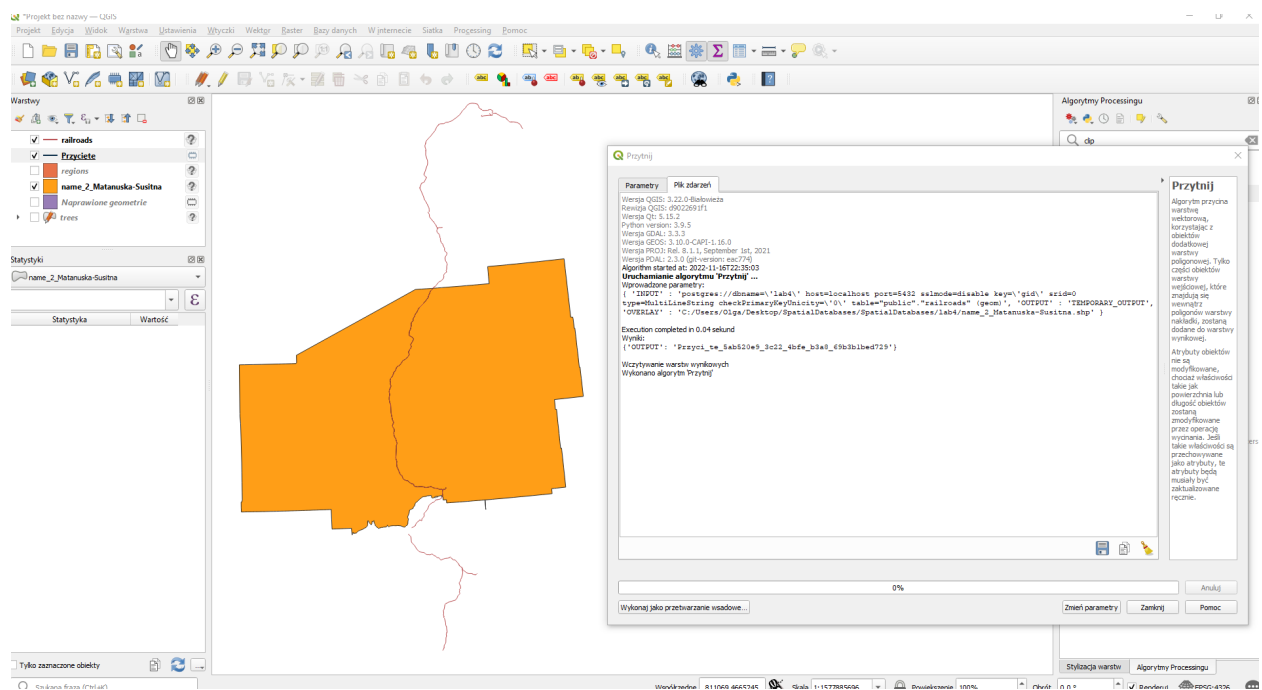 *Projekt bez nazwy — QGIS
Projekt Edycja Widok Warstwa Ustawienia Wtyczki Wektor Raster Bazy danych W internecie Siatka Processing Pomoc
Warstwy
railroads
Przyciete
regions
name_2_Matanuska-Susitna
Naprawione geometrie
trees
Statystyki
name_2_Matanuska-Susitna
ε
Statystyka Wartość
Tylko zaznaczone obiekty
Szukana fraza (Ctrl+K)
Algorytmy Processingu
clip
Przytnij
Parametry Plik zdarzeń
Wersja QGIS: 3.22.0-Białowieża
Rewizja QGIS: d9022691f1
Wersja Qt: 5.15.2
Python version: 3.9.5
Wersja GDAL: 3.3.3
Wersja GEOS: 3.10.0-CAPI-1.16.0
Wersja PROJ: Rel. 8.1.1, September 1st, 2021
Wersja PDAL: 2.3.0 (git-version: eac774)
Algorithm started at: 2022-11-16T22:35:03
Uruchamianie algorytmu 'Przytnij' ...
Wprowadzone parametry:
{ 'INPUT' : 'postgres://dbname=\'lab4\' host=localhost port=5432 sslmode=disable key=\'gid\' srid=0
type=MultiLineString checkPrimaryKeyUnicity=\'0\' table="public"."railroads" (geom)', 'OUTPUT' : 'TEMPORARY_OUTPUT',
'OVERLAY' : 'C:/Users/Olga/Desktop/SpatialDatabases/SpatialDatabases/lab4/name_2_Matanuska-Susitna.shp' }
Execution completed in 0.04 sekund
Wyniki:
{'OUTPUT': 'Przyci_te_5ab520e9_3c22_4bfe_b3a8_69b3b1bed729'}
Wczytywanie warstw wynikowych
Wykonano algorytm 'Przytnij'
Przytnij
Algorytm przycina
warstwę
wektorową,
korzystając z
obiektów
dodatkowej
warstwy
poligonowej. Tylko
części obiektów
warstwy
wejściowej, które
znajdują się
wewnątrz
poligonów warstwy
nakładki, zostaną
dodane do warstwy
wynikowej.
Atrybuty obiektów
nie są
modyfikowane,
chociaż właściwości
takie jak
powierzchnia lub
długość obiektów
zostaną
zmodyfikowane
przez operację
wycinania. Jeśli
takie właściwości są
przechowywane
jako atrybuty, te
atrybuty będą
musiały być
zaktualizowane
ręcznie.
0%
Anuluj
Wykonaj jako przetwarzanie wsadowe...
Zmień parametry Zamknij Pomoc
Stylizacja warstw Algorytmy Processingu
Współrzędne 811069.4665245 Skala 1:1577885696 Powiększenie 100% Obrót 0,0 ° Renderuj EPSG:4326